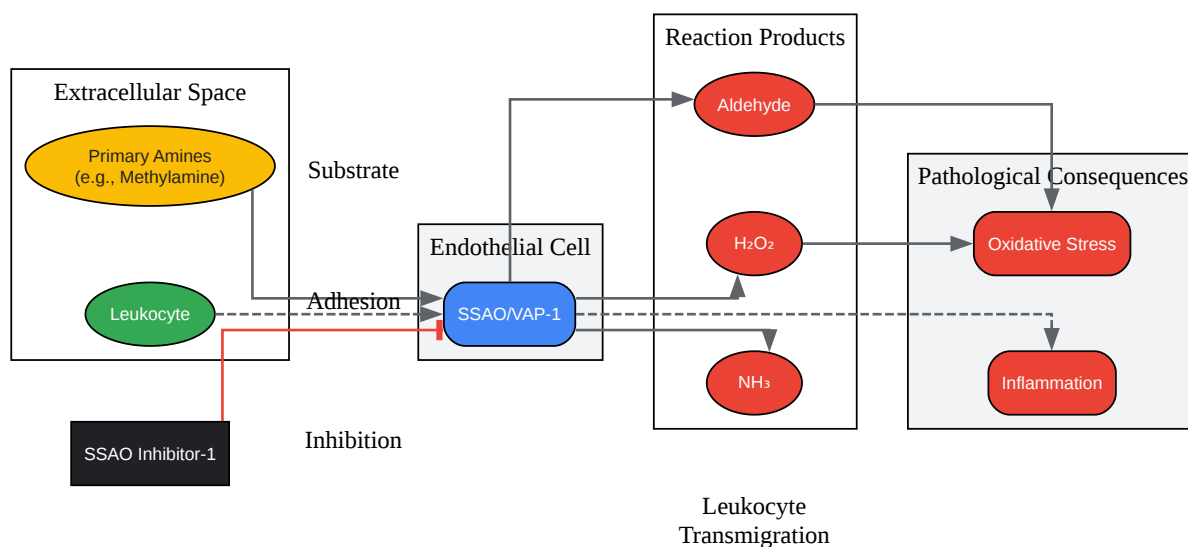 Extracellular Space
Primary Amines
(e.g., Methylamine)
Leukocyte
SSAO Inhibitor-1
Substrate
Adhesion
Inhibition
Endothelial Cell
SSAO/VAP-1
Reaction Products
Aldehyde
H₂O₂
NH₃
Leukocyte
Transmigration
Pathological Consequences
Oxidative Stress
Inflammation